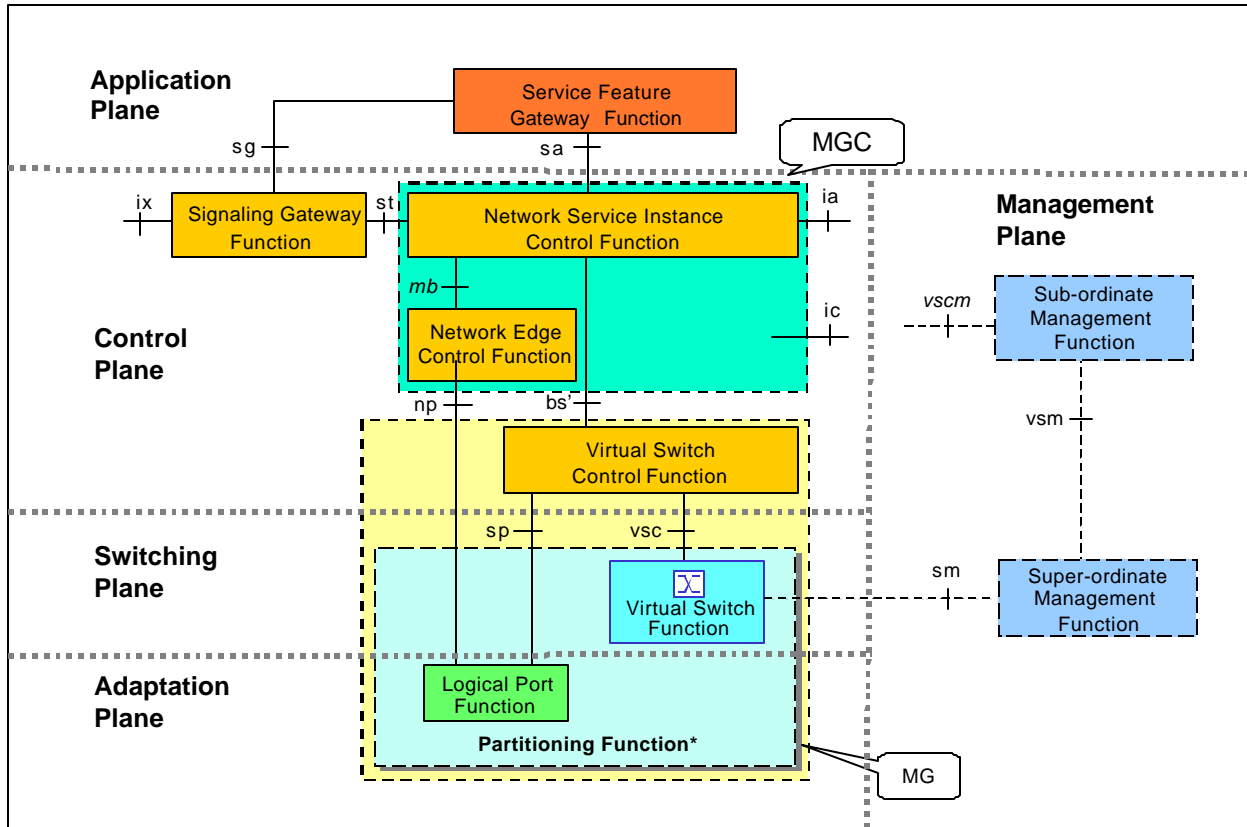 Application
Plane
Service Feature
Gateway Function
sg
sa
MGC
ix
Signaling Gateway
Function
st
Network Service Instance
Control Function
ia
Management
Plane
mb
ic
vscm
Sub-ordinate
Management
Function
Control
Plane
Network Edge
Control Function
np
bs’
vsm
Virtual Switch
Control Function
Switching
Plane
sp
vsc
Virtual Switch
Function
sm
Super-ordinate
Management
Function
Adaptation
Plane
Logical Port
Function
Partitioning Function*
MG